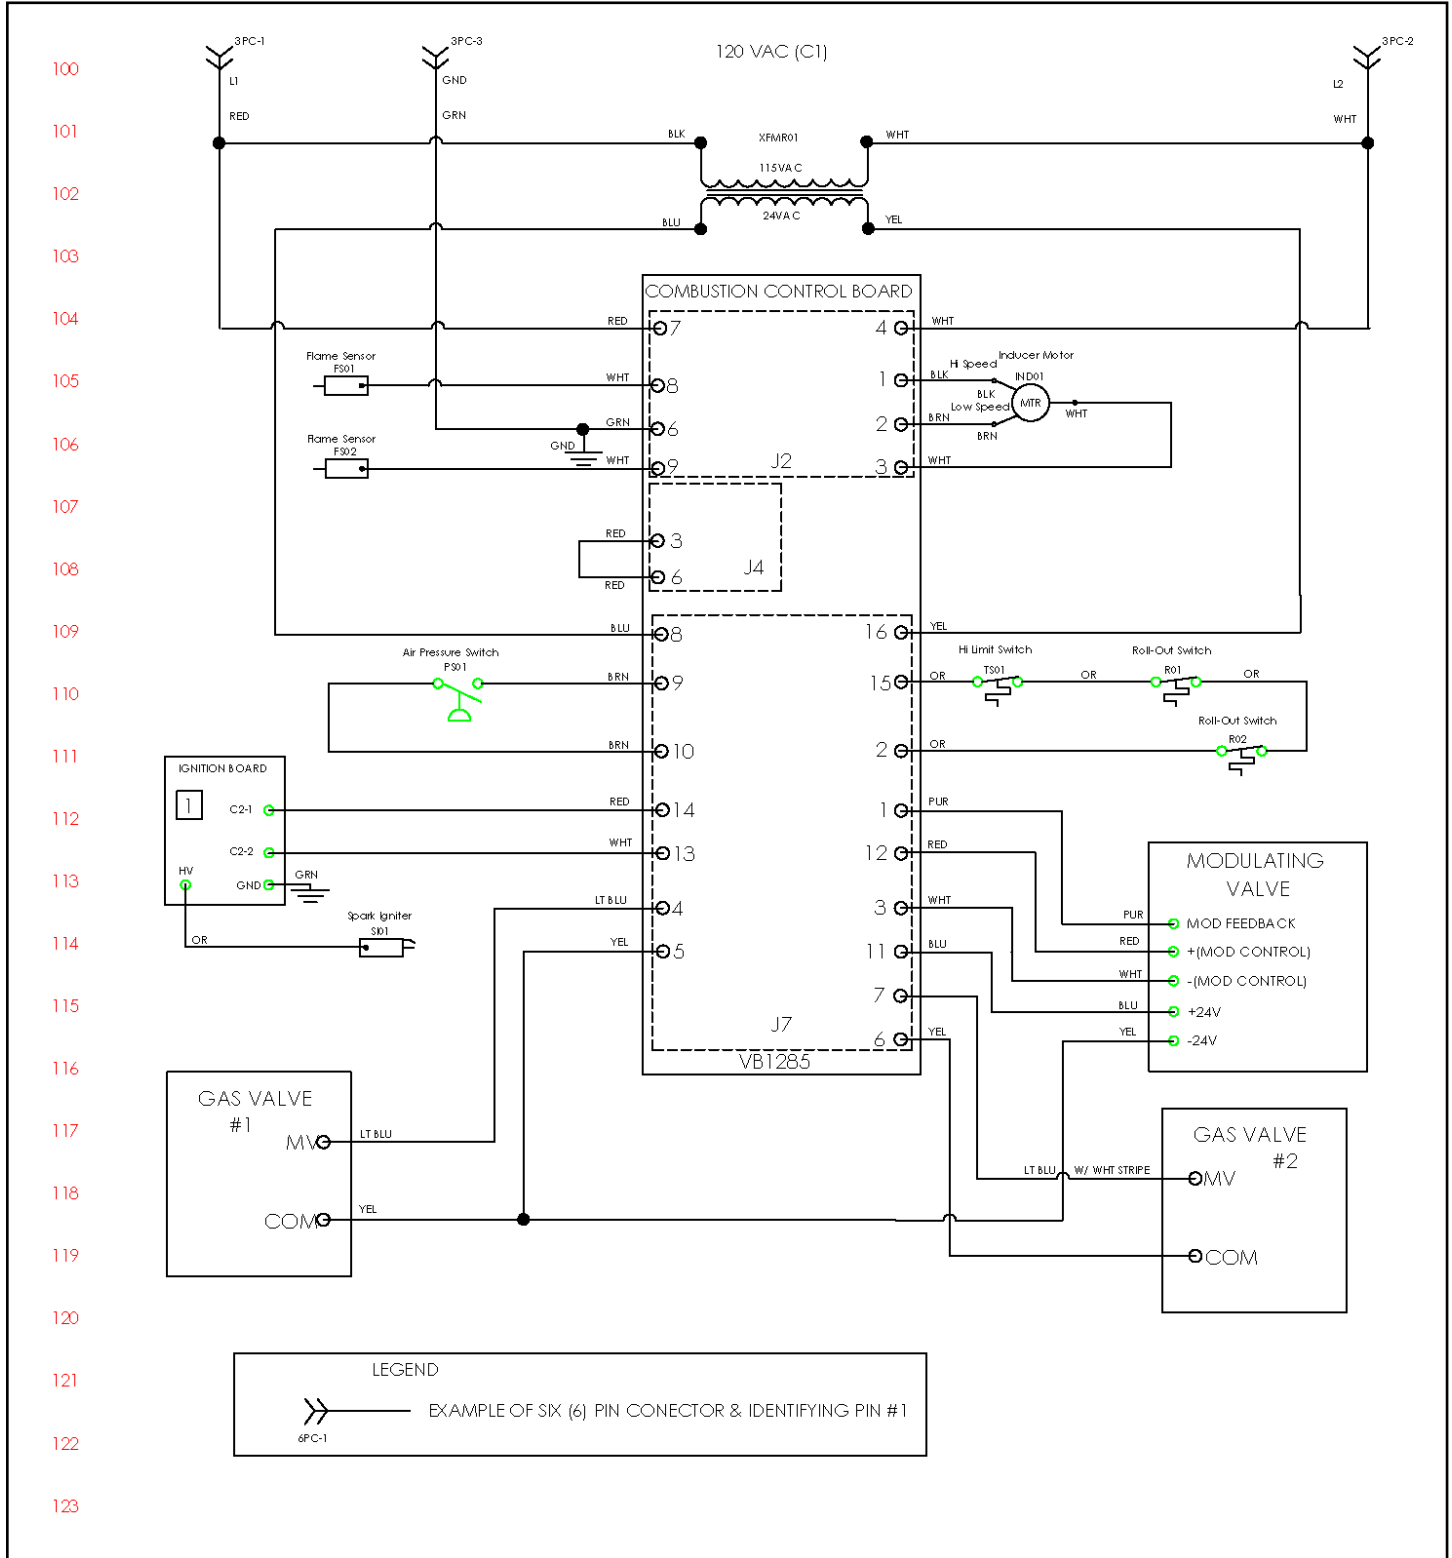 3PC-1
3PC-3
120 VAC (C1)
3PC-2
100
L1
GND
L2
RED
GRN
WHT
101
BLK
XFMR01
WHT
115VAC
102
24VAC
BLU
YEL
103
COMBUSTION CONTROL BOARD
104
RED
7
4
WHT
Flame Sensor
FS01
Hi Speed
Inducer Motor
IND01
105
WHT
8
1
BLK
BLK
MTR
Low Speed
WHT
GRN
6
2
BRN
BRN
106
Flame Sensor
FS02
GND
WHT
9
J2
3
WHT
107
RED
3
108
J4
RED
6
109
BLU
8
16
YEL
Air Pressure Switch
PS01
Hi Limit Switch
TS01
Roll-Out Switch
R01
110
BRN
9
15
OR
OR
OR
Roll-Out Switch
R02
111
BRN
10
2
OR
IGNITION BOARD
1
C2-1
112
RED
14
1
PUR
C2-2
WHT
13
12
RED
MODULATING
VALVE
HV
GND
GRN
113
LT BLU
4
3
WHT
Spark Igniter
SI01
PUR
MOD FEEDBACK
114
OR
YEL
5
11
BLU
RED
+(MOD CONTROL)
WHT
-(MOD CONTROL)
115
7
BLU
+24V
J7
6
YEL
YEL
-24V
VB1285
116
GAS VALVE
#1
117
MV
LT BLU
GAS VALVE
#2
LT BLU W/ WHT STRIPE
MV
118
COM
YEL
119
COM
120
LEGEND
121
EXAMPLE OF SIX (6) PIN CONECTOR & IDENTIFYING PIN #1
6PC-1
122
123